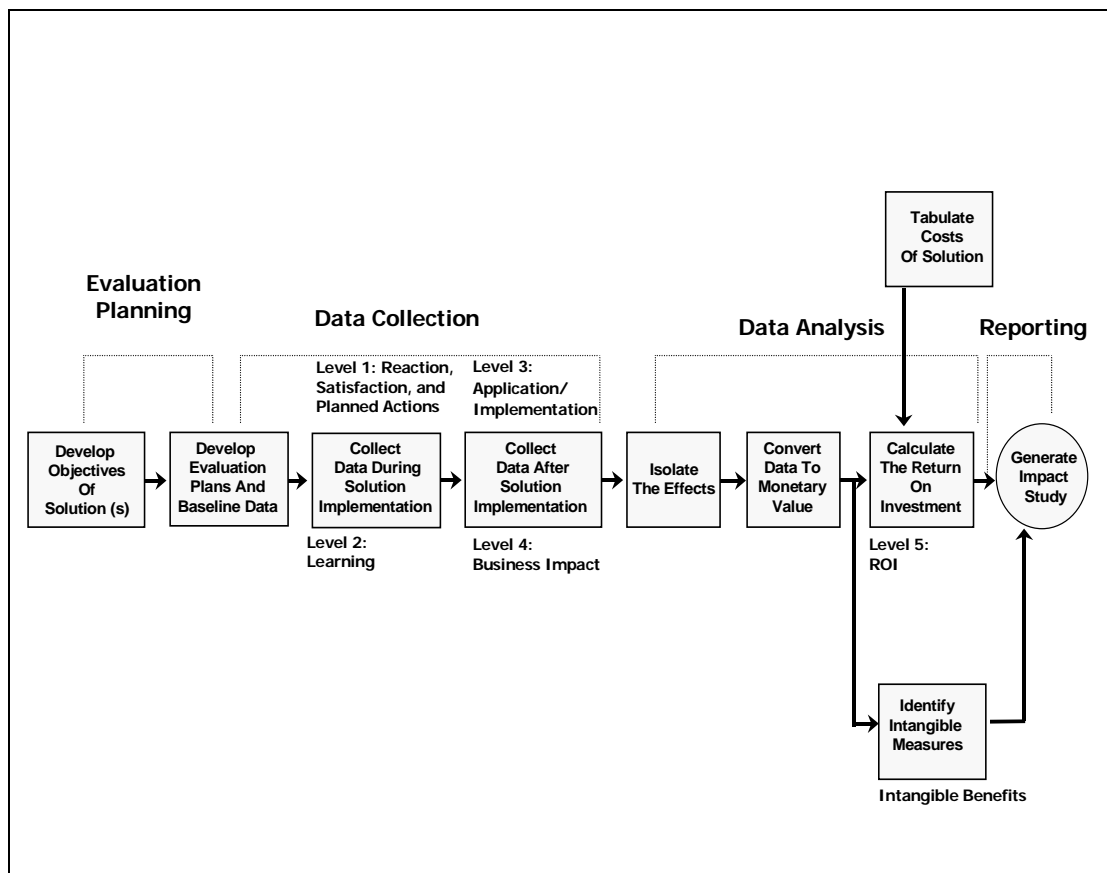 Tabulate
Costs
Of Solution
Evaluation
Planning
Data Collection
Data Analysis
Reporting
Level 1: Reaction,
Satisfaction, and
Planned Actions
Level 3:
Application/
Implementation
Develop
Objectives
Of
Solution (s)
Develop
Evaluation
Plans And
Baseline Data
Collect
Data During
Solution
Implementation
Collect
Data After
Solution
Implementation
Isolate
The Effects
Convert
Data To
Monetary
Value
Calculate
The Return
On
Investment
Generate
Impact
Study
Level 2:
Learning
Level 4:
Business Impact
Level 5:
ROI
Identify
Intangible
Measures
Intangible Benefits